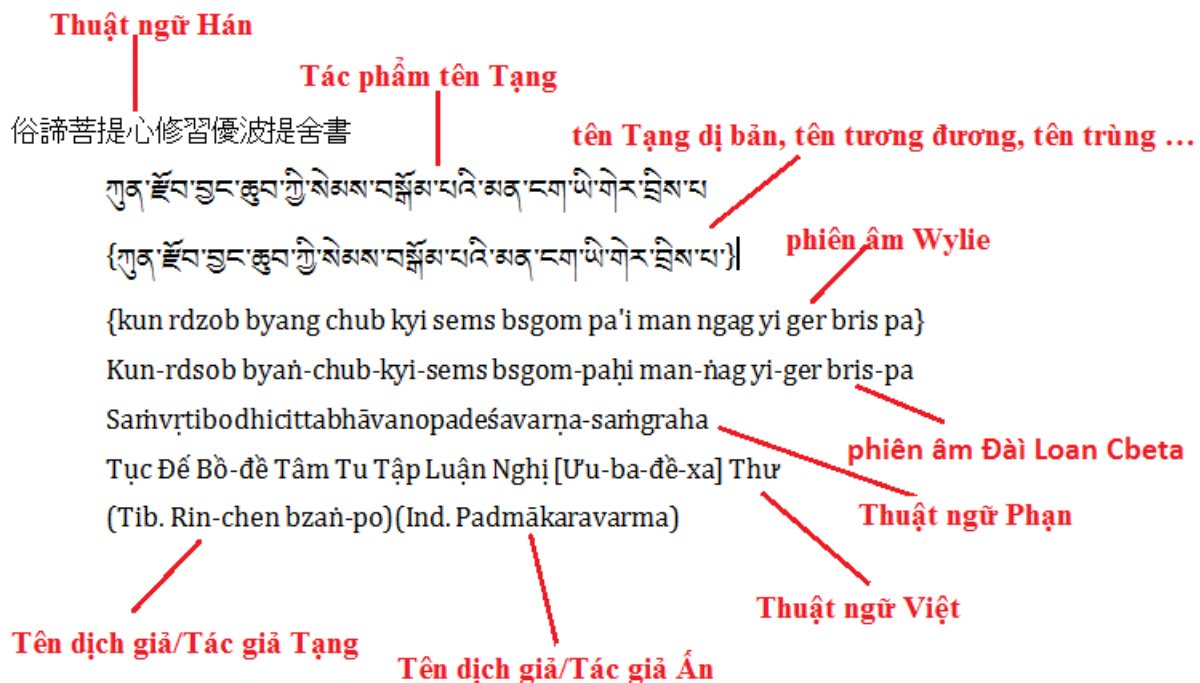 Thuật ngữ Hán
Tác phẩm tên Tạng
俗諦菩提心修習優波提舍書
tên Tạng dị bản, tên tương đương, tên trùng ...
ཀུན་རྫོབ་བྱང་ཆུབ་ཀྱི་སེམས་བསྒོམ་པའི་མན་ངག་ཡི་གེར་བྲིས་པ
phiên âm Wylie
{ཀུན་རྫོབ་བྱང་ཆུབ་ཀྱི་སེམས་བསྒོམ་པའི་མན་ངག་ཡི་གེར་བྲིས་པ་}
{kun rdzob byang chub kyi sems bsgom pa'i man ngag yi ger bris pa}
Kun-rdsob byaṅ-chub-kyi-sems bsgom-paḥi man-ṅag yi-ger bris-pa
Saṁvṛtibodhicittabhāvanopadeśavarṇa-saṁgraha
phiên âm Đài Loan Cbeta
Tục Đế Bồ-đề Tâm Tu Tập Luận Nghị [Ưu-ba-đề-xa] Thư
(Tib. Rin-chen bzaṅ-po)(Ind. Padmākaravarma)
Thuật ngữ Phạn
Thuật ngữ Việt
Tên dịch giả/Tác giả Tạng
Tên dịch giả/Tác giả Ấn